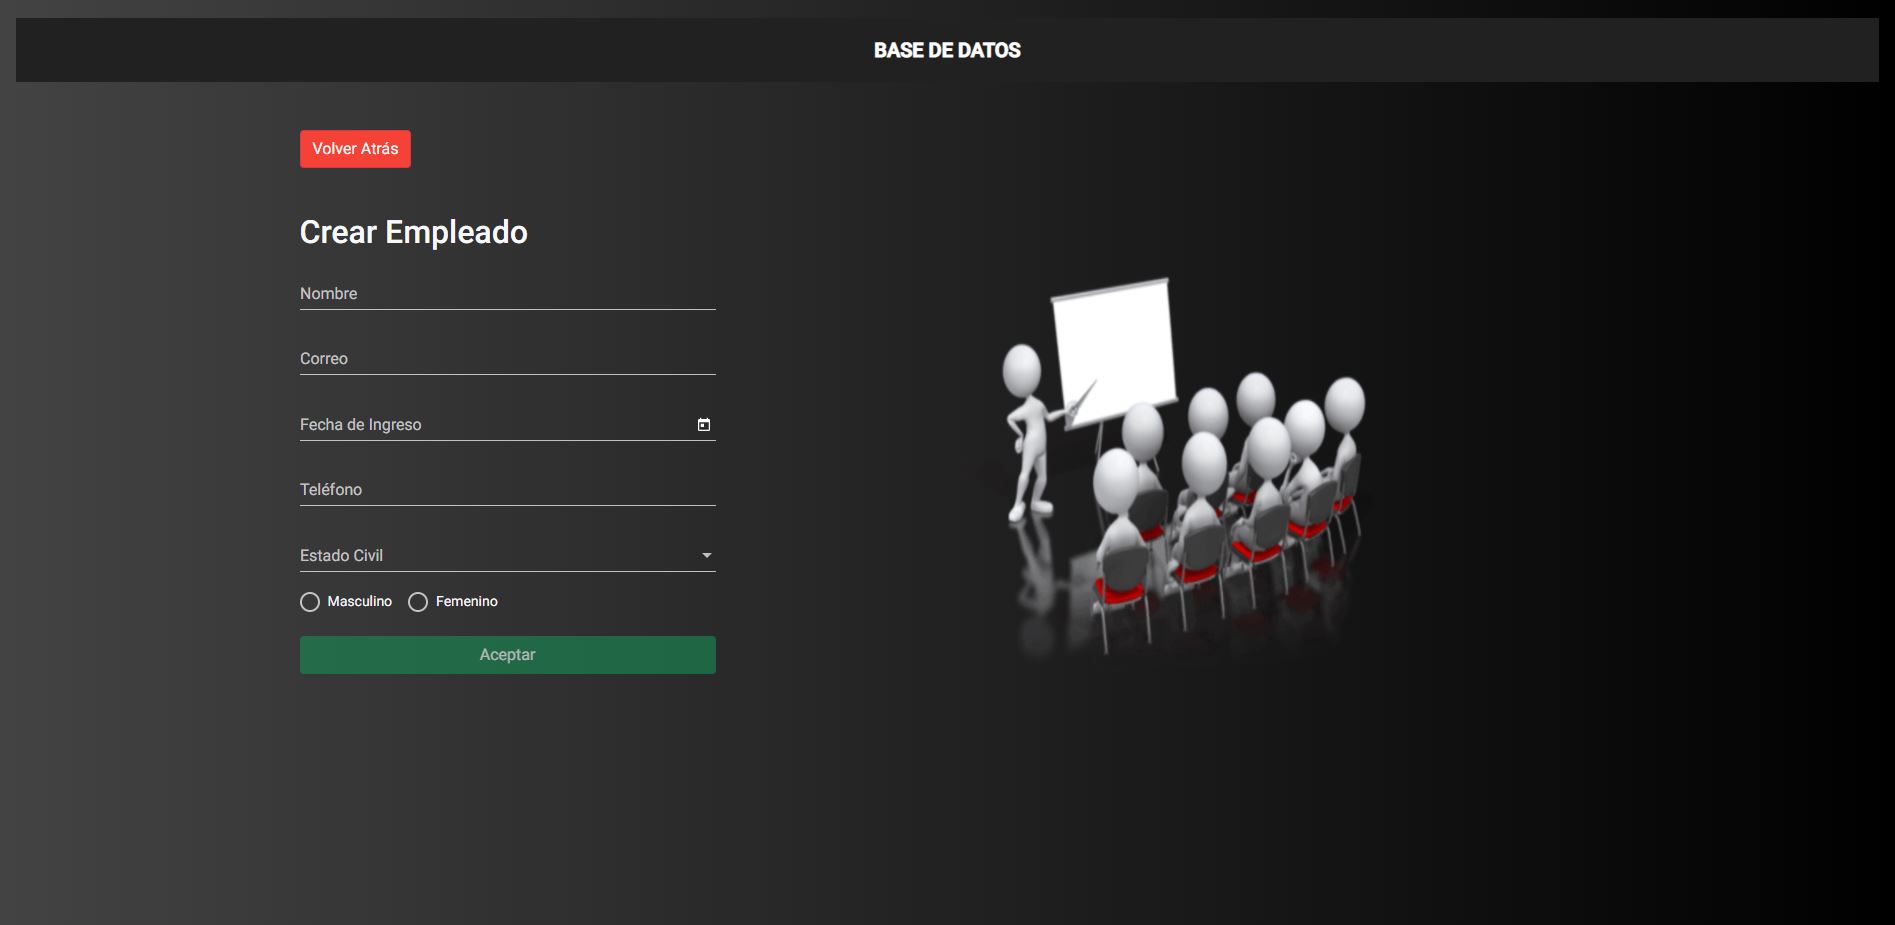 BASE DE DATOS
Volver Atrás
Crear Empleado
Nombre
Correo
Fecha de Ingreso
Teléfono
Estado Civil
Masculino Femenino
Aceptar